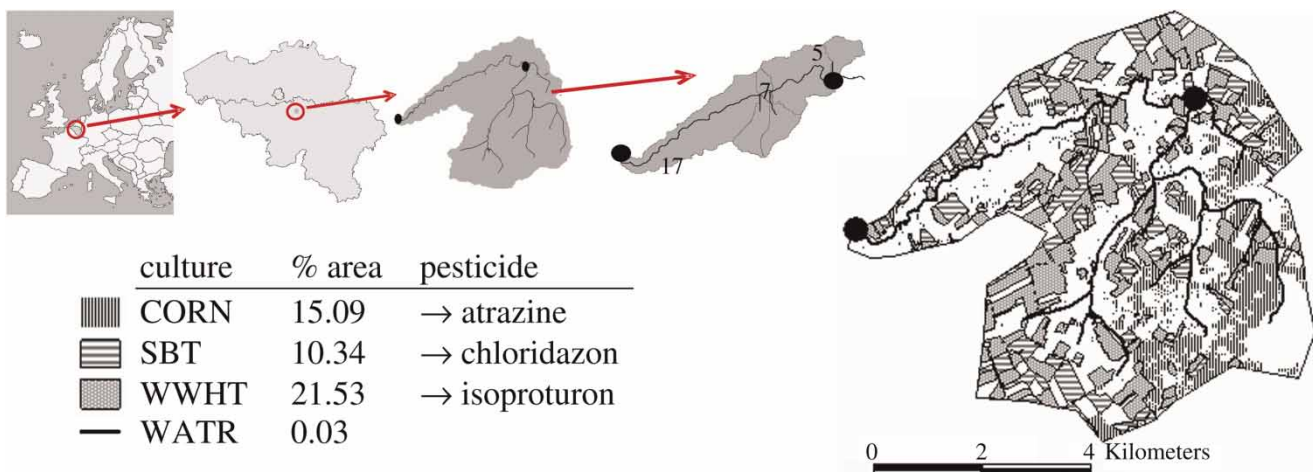 5
7
17
culture % area pesticide
CORN 15.09 → atrazine
SBT 10.34 → chloridazon
WWHT 21.53 → isoproturon
WATR 0.03
0 2 4 Kilometers